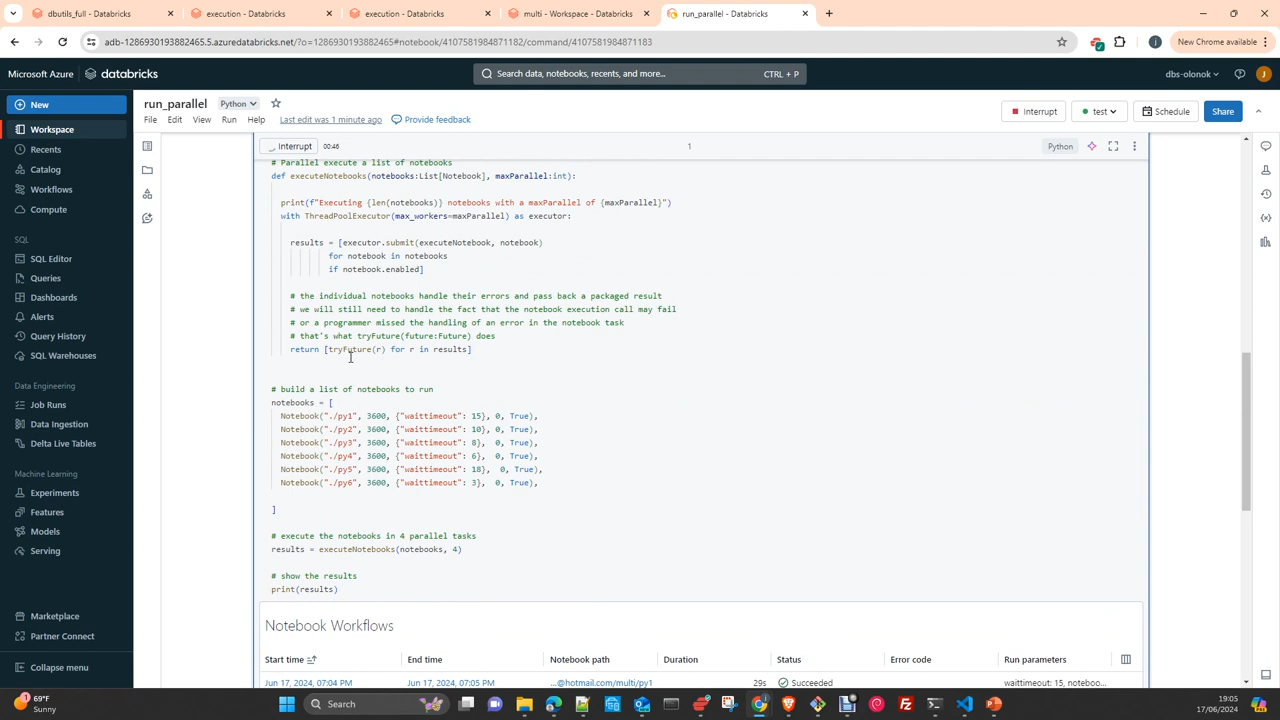 dbutils_full - Databricks
execution - Databricks
execution - Databricks
multi - Workspace - Databricks
run_parallel - Databricks
adb-1286930193882465.5.azuredatabricks.net/?o=1286930193882465#notebook/4107581984871182/command/4107581984871183
New Chrome available
Microsoft Azure
databricks
Search data, notebooks, recents, and more...
CTRL + P
dbs-olonok
J
New
Workspace
Recents
Catalog
Workflows
Compute
SQL
SQL Editor
Queries
Dashboards
Alerts
Query History
SQL Warehouses
Data Engineering
Job Runs
Data Ingestion
Delta Live Tables
Machine Learning
Experiments
Features
Models
Serving
Marketplace
Partner Connect
Collapse menu
run_parallel
Python
File
Edit
View
Run
Help
Last edit was 1 minute ago
Provide feedback
Interrupt
test
Schedule
Share
Interrupt
00:46
1
Python
# Parallel execute a list of notebooks
def executeNotebooks(notebooks:List[Notebook], maxParallel:int):
print(f"Executing {len(notebooks)} notebooks with a maxParallel of {maxParallel}")
with ThreadPoolExecutor(max_workers=maxParallel) as executor:
results = [executor.submit(executeNotebook, notebook)
for notebook in notebooks
if notebook.enabled]
# the individual notebooks handle their errors and pass back a packaged result
# we will still need to handle the fact that the notebook execution call may fail
# or a programmer missed the handling of an error in the notebook task
# that's what tryFuture(future:Future) does
return [tryFuture(r) for r in results]
# build a list of notebooks to run
notebooks = [
Notebook("./py1", 3600, {"waittimeout": 15}, 0, True),
Notebook("./py2", 3600, {"waittimeout": 10}, 0, True),
Notebook("./py3", 3600, {"waittimeout": 8},  0, True),
Notebook("./py4", 3600, {"waittimeout": 6},  0, True),
Notebook("./py5", 3600, {"waittimeout": 18},  0, True),
Notebook("./py6", 3600, {"waittimeout": 3},  0, True),
]
# execute the notebooks in 4 parallel tasks
results = executeNotebooks(notebooks, 4)
# show the results
print(results)
Notebook Workflows
Start time
End time
Notebook path
Duration
Status
Error code
Run parameters
Jun 17, 2024, 07:04 PM
Jun 17, 2024, 07:05 PM
...@hotmail.com/multi/py1
29s
Succeeded
waittimeout: 15, noteboo...
69°F
Sunny
Search
19:05
17/06/2024